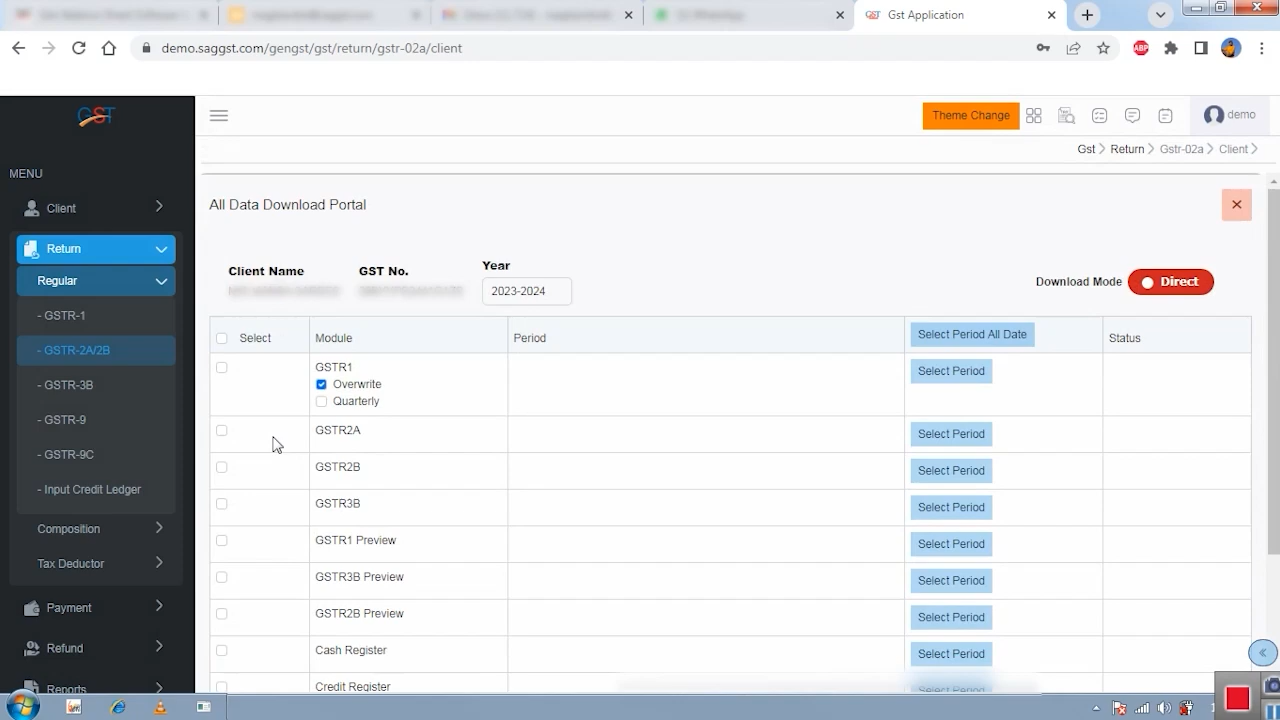 Gst Application
demo.saggst.com/gengst/gst/return/gstr-02a/client
ABP
GST
Theme Change
demo
Gst > Return > Gstr-02a > Client >
MENU
Client
Return
Regular
- GSTR-1
- GSTR-2A/2B
- GSTR-3B
- GSTR-9
- GSTR-9C
- Input Credit Ledger
Composition
Tax Deductor
Payment
Refund
Reports
All Data Download Portal
Client Name
GST No.
Year
2023-2024
Download Mode
Direct
Select
Module
Period
Select Period All Date
Status
GSTR1
Overwrite
Quarterly
Select Period
GSTR2A
Select Period
GSTR2B
Select Period
GSTR3B
Select Period
GSTR1 Preview
Select Period
GSTR3B Preview
Select Period
GSTR2B Preview
Select Period
Cash Register
Select Period
Credit Register
Select Period